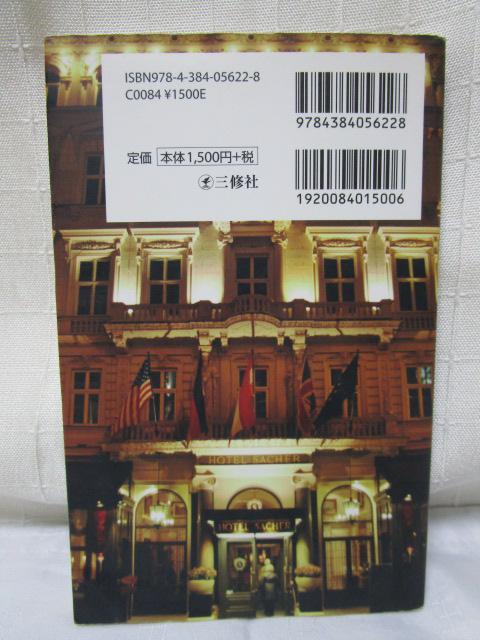 ISBN978-4-384-05622-8
C0084 ¥1500E
9784384056228
定価 本体1,500円+税
三修社
1920084015006
HOTEL SACHER
HOTEL SACHER